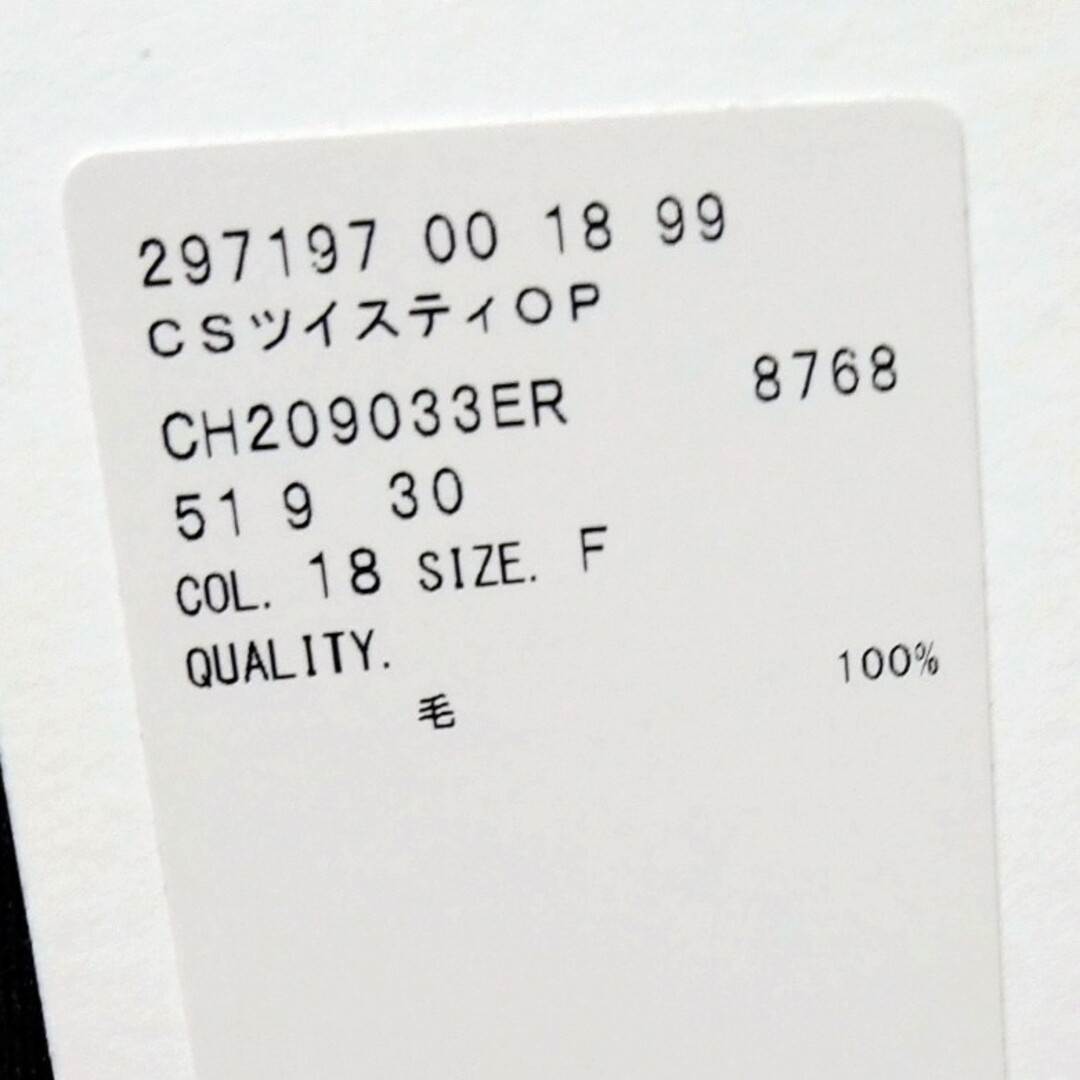 297197 00 18 99
CSツイスティOP
CH209033ER 8768
51 9 30
COL. 18 SIZE. F
QUALITY.
毛 100%